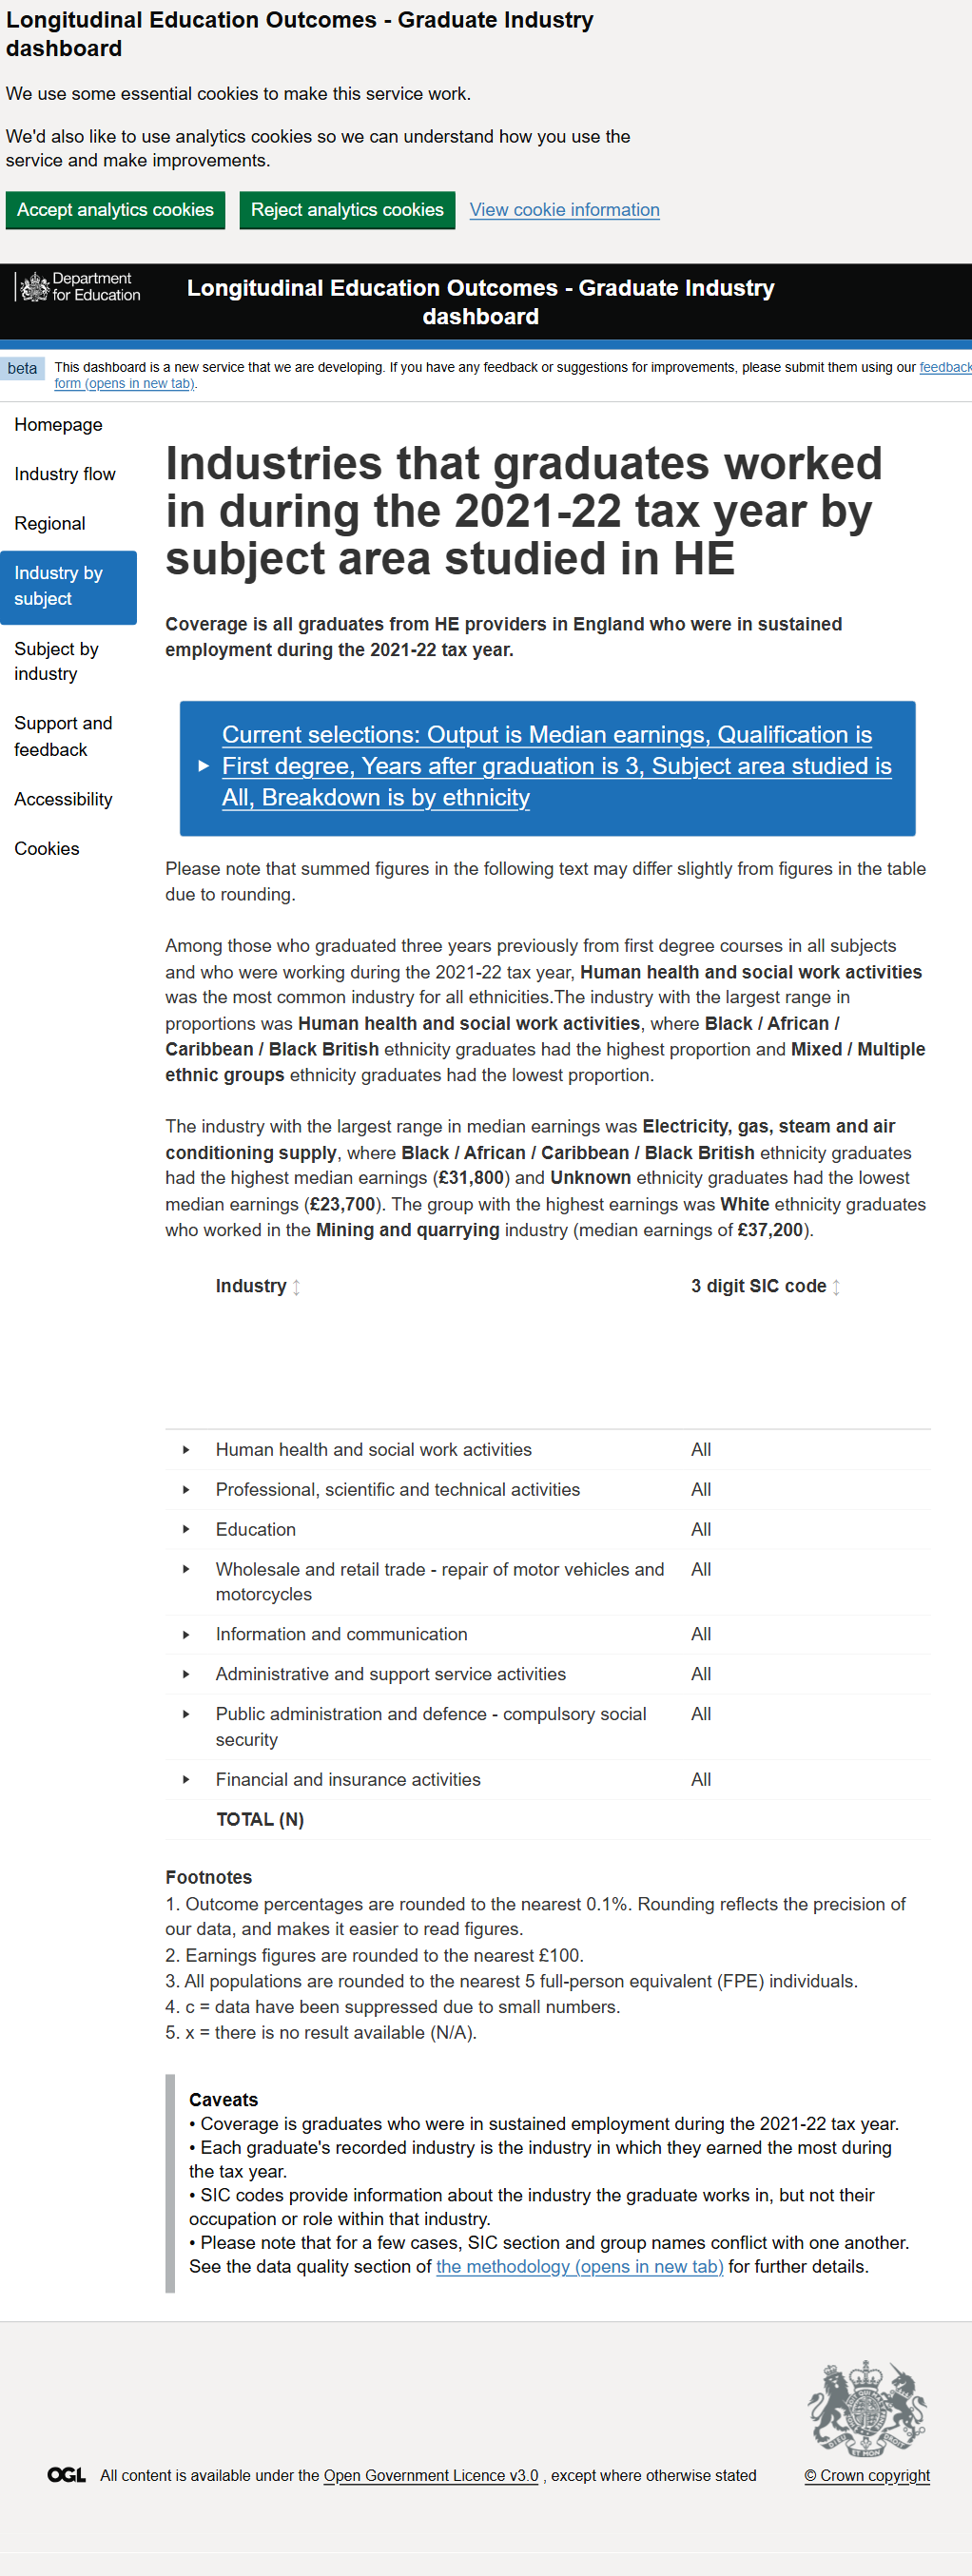 Longitudinal Education Outcomes - Graduate Industry
dashboard
We use some essential cookies to make this service work.
We'd also like to use analytics cookies so we can understand how you use the
service and make improvements.
Accept analytics cookies
Reject analytics cookies
View cookie information
Department
for Education
Longitudinal Education Outcomes - Graduate Industry
dashboard
beta
This dashboard is a new service that we are developing. If you have any feedback or suggestions for improvements, please submit them using our feedback
form (opens in new tab).
Homepage
Industry flow
Regional
Industry by
subject
Subject by
industry
Support and
feedback
Accessibility
Cookies
Industries that graduates worked
in during the 2021-22 tax year by
subject area studied in HE
Coverage is all graduates from HE providers in England who were in sustained
employment during the 2021-22 tax year.
Current selections: Output is Median earnings, Qualification is
First degree, Years after graduation is 3, Subject area studied is
All, Breakdown is by ethnicity
Please note that summed figures in the following text may differ slightly from figures in the table
due to rounding.
Among those who graduated three years previously from first degree courses in all subjects
and who were working during the 2021-22 tax year, Human health and social work activities
was the most common industry for all ethnicities.The industry with the largest range in
proportions was Human health and social work activities, where Black / African /
Caribbean / Black British ethnicity graduates had the highest proportion and Mixed / Multiple
ethnic groups ethnicity graduates had the lowest proportion.
The industry with the largest range in median earnings was Electricity, gas, steam and air
conditioning supply, where Black / African / Caribbean / Black British ethnicity graduates
had the highest median earnings (£31,800) and Unknown ethnicity graduates had the lowest
median earnings (£23,700). The group with the highest earnings was White ethnicity graduates
who worked in the Mining and quarrying industry (median earnings of £37,200).
Industry 3 digit SIC code
Human health and social work activities All
Professional, scientific and technical activities All
Education All
Wholesale and retail trade - repair of motor vehicles and All
motorcycles
Information and communication All
Administrative and support service activities All
Public administration and defence - compulsory social All
security
Financial and insurance activities All
TOTAL (N)
Footnotes
1. Outcome percentages are rounded to the nearest 0.1%. Rounding reflects the precision of
our data, and makes it easier to read figures.
2. Earnings figures are rounded to the nearest £100.
3. All populations are rounded to the nearest 5 full-person equivalent (FPE) individuals.
4. c = data have been suppressed due to small numbers.
5. x = there is no result available (N/A).
Caveats
• Coverage is graduates who were in sustained employment during the 2021-22 tax year.
• Each graduate's recorded industry is the industry in which they earned the most during
the tax year.
• SIC codes provide information about the industry the graduate works in, but not their
occupation or role within that industry.
• Please note that for a few cases, SIC section and group names conflict with one another.
See the data quality section of the methodology (opens in new tab) for further details.
OGL All content is available under the Open Government Licence v3.0 , except where otherwise stated
© Crown copyright